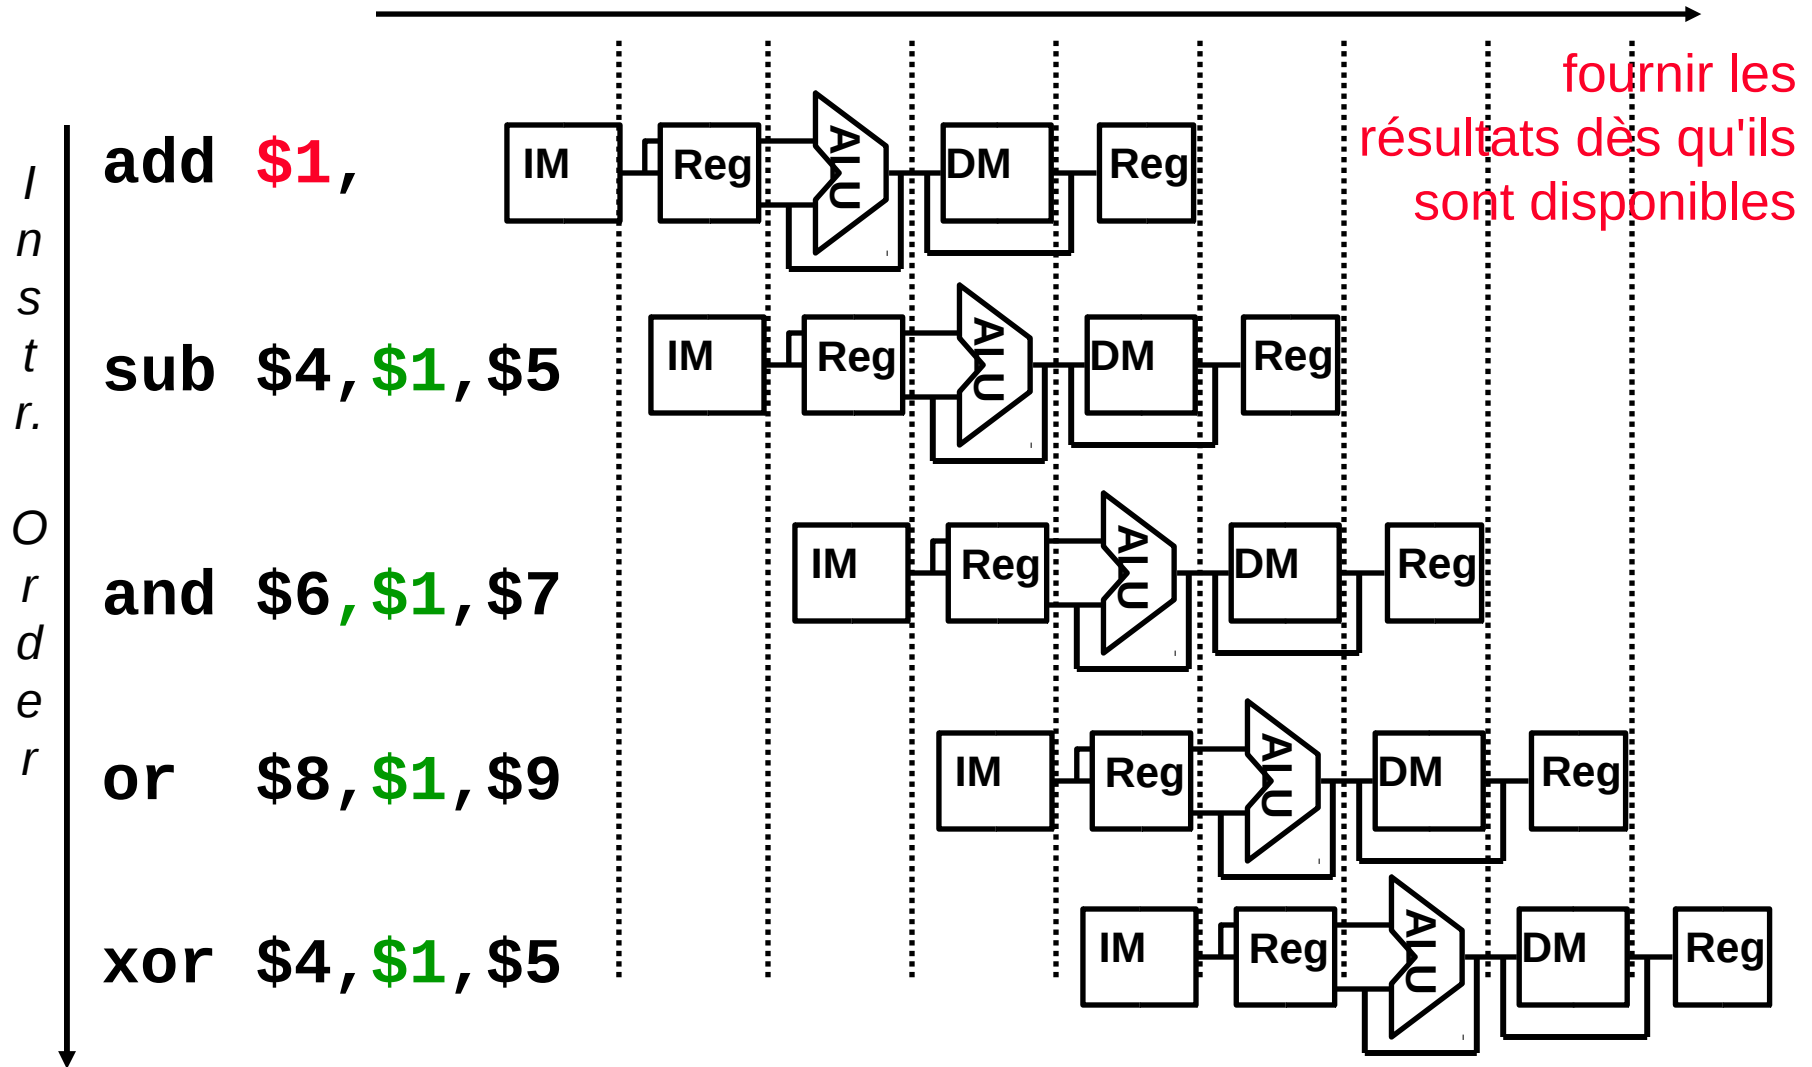 fournir les
résultats dès qu'ils
sont disponibles
Instr. Order
add $1,
IM Reg ALU DM Reg
sub $4,$1,$5
IM Reg ALU DM Reg
and $6,$1,$7
IM Reg ALU DM Reg
or $8,$1,$9
IM Reg ALU DM Reg
xor $4,$1,$5
IM Reg ALU DM Reg